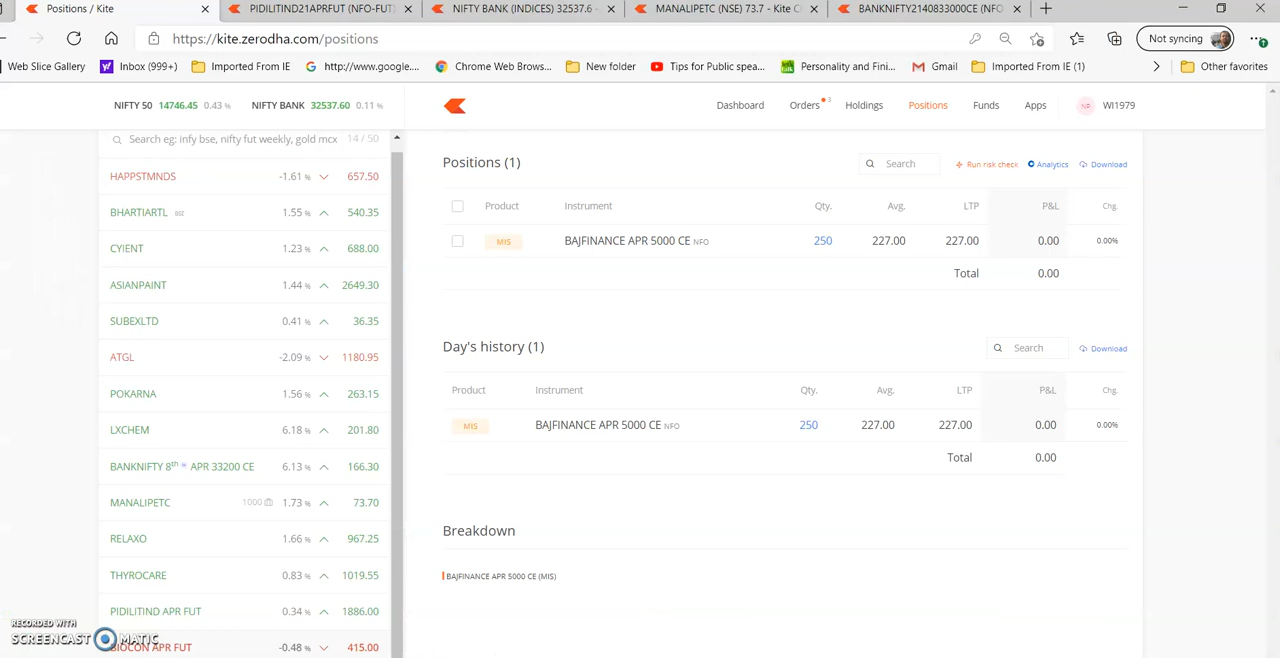 Positions / Kite
PIDILITIND21APRFUT (NFO-FUT)
NIFTY BANK (INDICES) 32537.6 -
MANALIPETC (NSE) 73.7 - Kite C
BANKNIFTY2140833000CE (NFO
https://kite.zerodha.com/positions
Not syncing
Web Slice Gallery
Inbox (999+)
Imported From IE
http://www.google....
Chrome Web Brows...
New folder
Tips for Public spea...
Personality and Fini...
Gmail
Imported From IE (1)
Other favorites
NIFTY 50 14746.45 0.43 %
NIFTY BANK 32537.60 0.11 %
Dashboard
Orders 3
Holdings
Positions
Funds
Apps
NP WI1979
Search eg: infy bse, nifty fut weekly, gold mcx 14 / 50
HAPPSTMNDS -1.61 % 657.50
BHARTIARTL BSE 1.55 % 540.35
CYIENT 1.23 % 688.00
ASIANPAINT 1.44 % 2649.30
SUBEXLTD 0.41 % 36.35
ATGL -2.09 % 1180.95
POKARNA 1.56 % 263.15
LXCHEM 6.18 % 201.80
BANKNIFTY 8th w APR 33200 CE 6.13 % 166.30
MANALIPETC 1000 1.73 % 73.70
RELAXO 1.66 % 967.25
THYROCARE 0.83 % 1019.55
PIDILITIND APR FUT 0.34 % 1886.00
BIOCON APR FUT -0.48 % 415.00
RECORDED WITH
SCREENCAST MATIC
Positions (1)
Search
Run risk check
Analytics
Download
Product Instrument Qty. Avg. LTP P&L Chg.
MIS BAJFINANCE APR 5000 CE NFO 250 227.00 227.00 0.00 0.00%
Total 0.00
Day's history (1)
Search
Download
Product Instrument Qty. Avg. LTP P&L Chg.
MIS BAJFINANCE APR 5000 CE NFO 250 227.00 227.00 0.00 0.00%
Total 0.00
Breakdown
BAJFINANCE APR 5000 CE (MIS)